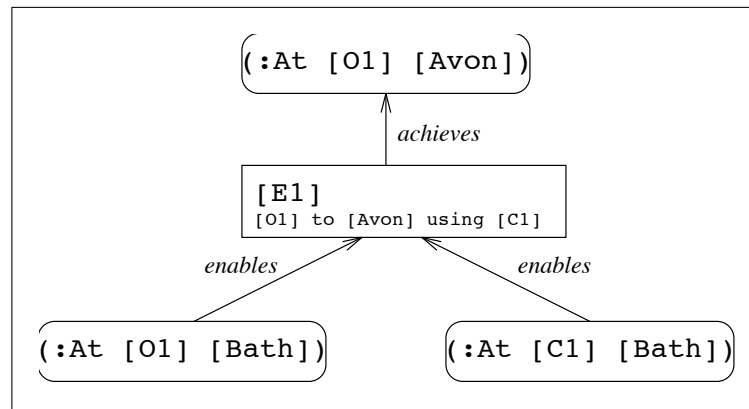 (:At [O1] [Avon])
achieves
[E1]
[O1] to [Avon] using [C1]
enables
enables
(:At [O1] [Bath])
(:At [C1] [Bath])